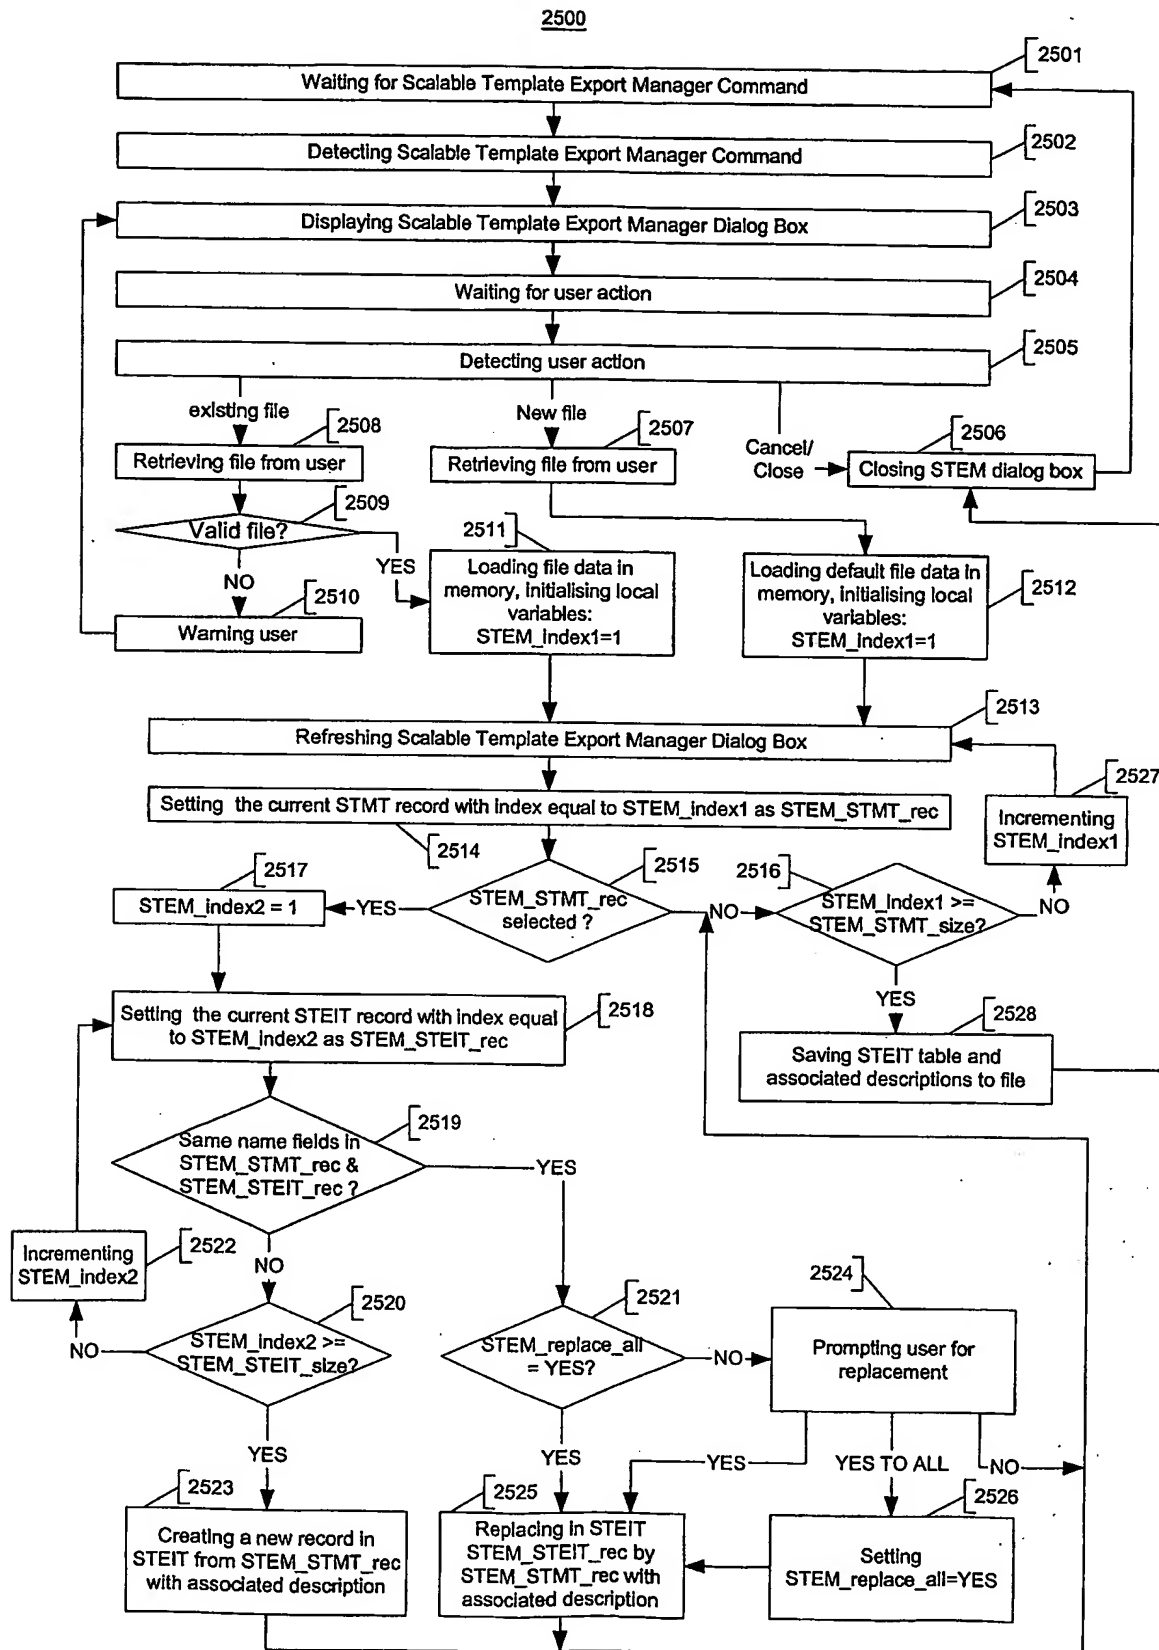 2500
2501
Waiting for Scalable Template Export Manager Command
2502
Detecting Scalable Template Export Manager Command
2503
Displaying Scalable Template Export Manager Dialog Box
2504
Waiting for user action
2505
Detecting user action
existing file
New file
Cancel/
Close
2508
Retrieving file from user
2507
Retrieving file from user
2506
Closing STEM dialog box
2509
Valid file?
YES
NO
2510
Warning user
2511
Loading file data in
memory, initialising local
variables:
STEM_index1=1
Loading default file data in
memory, initialising local
variables:
STEM_index1=1
2512
2513
Refreshing Scalable Template Export Manager Dialog Box
2527
Incrementing
STEM_index1
Setting the current STMT record with index equal to STEM_index1 as STEM_STMT_rec
2514
2515
STEM_STMT_rec
selected ?
YES
NO
2516
STEM_index1 >=
STEM_STMT_size?
NO
YES
2517
STEM_index2 = 1
2518
Setting the current STEIT record with index equal
to STEM_index2 as STEM_STEIT_rec
2528
Saving STEIT table and
associated descriptions to file
2519
Same name fields in
STEM_STMT_rec &
STEM_STEIT_rec ?
YES
NO
2522
Incrementing
STEM_index2
2520
STEM_index2 >=
STEM_STEIT_size?
NO
YES
2521
STEM_replace_all
= YES?
NO
YES
2524
Prompting user for
replacement
YES
YES TO ALL
NO
2523
Creating a new record in
STEIT from STEM_STMT_rec
with associated description
2525
Replacing in STEIT
STEM_STEIT_rec by
STEM_STMT_rec with
associated description
2526
Setting
STEM_replace_all=YES